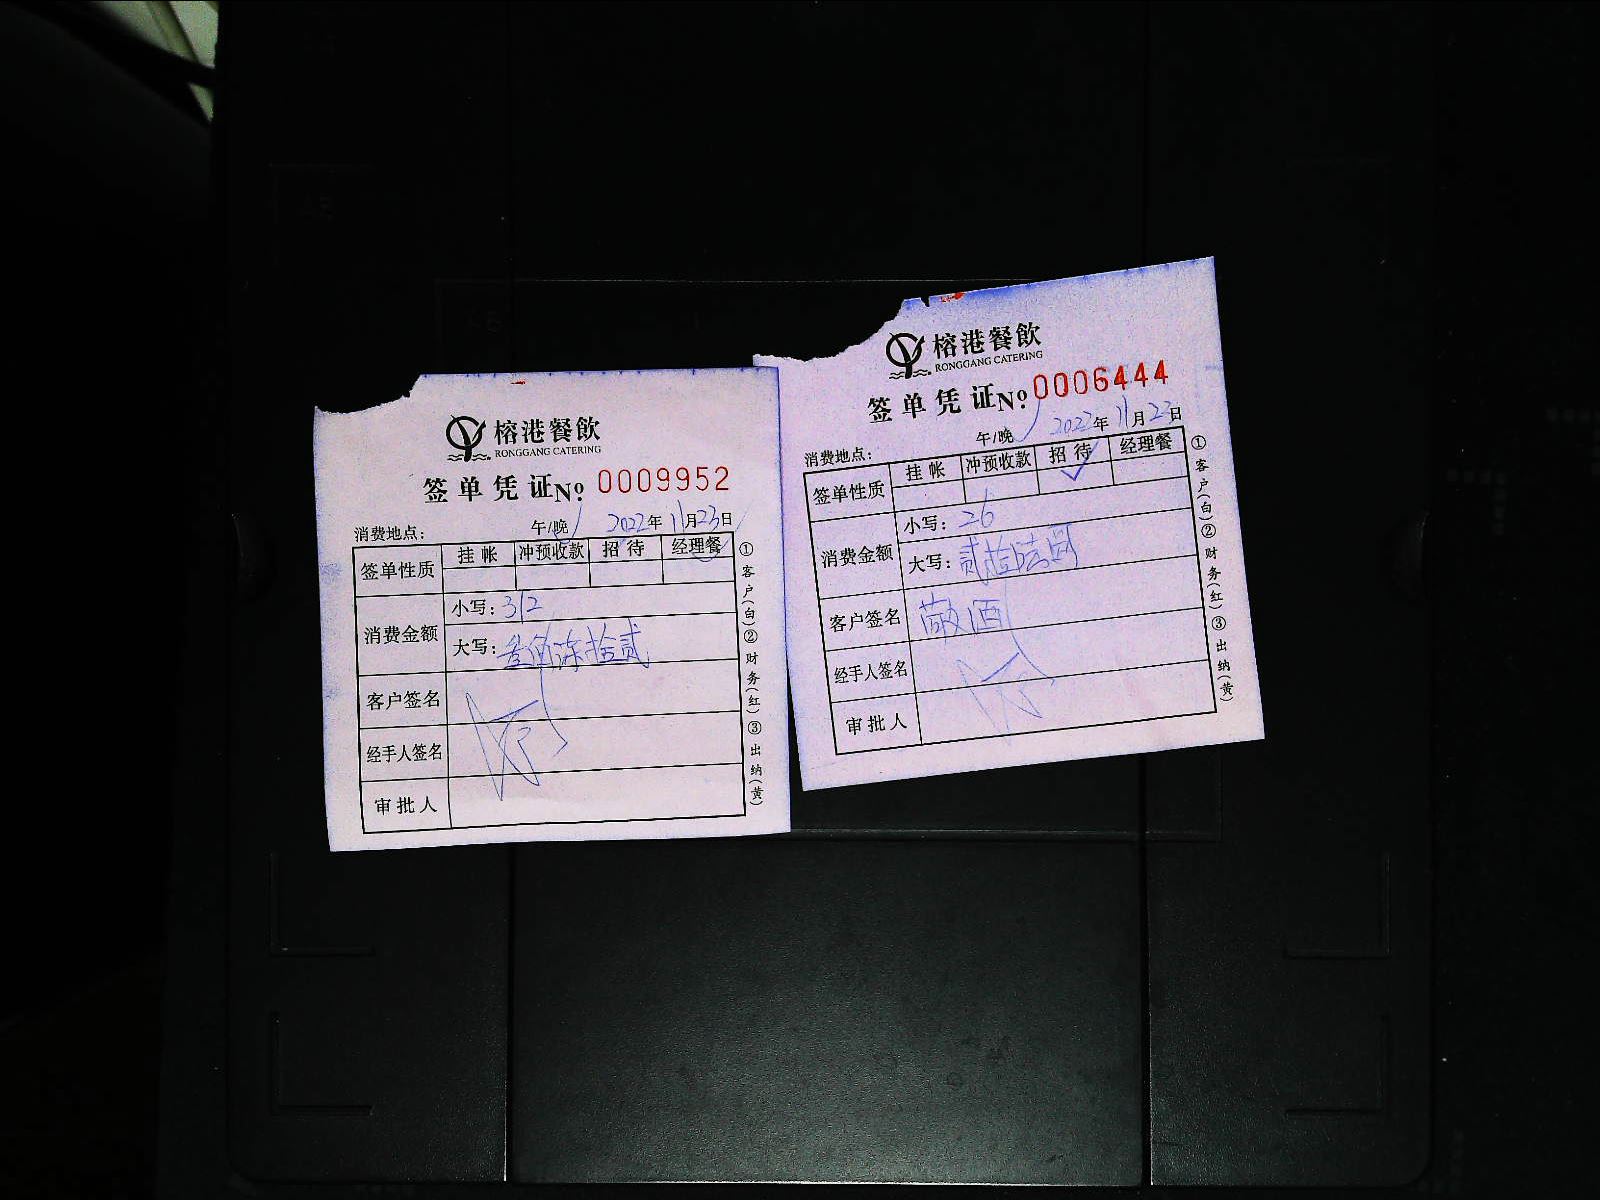 榕港餐飲
RONGGANG CATERING
签单凭证№ 0009952
消费地点： 午/晚 2022年11月23日
签单性质 挂帐 冲预收款 招待 经理餐
消费金额 小写：312
大写：叁佰 拾贰
客户签名
经手人签名
审批人
①客户(白)②财务(红)③出纳(黄)
榕港餐飲
RONGGANG CATERING
签单凭证№ 0006444
消费地点： 午/晚 2022年11月22日
签单性质 挂帐 冲预收款 招待 经理餐
消费金额 小写：26
大写：贰拾陆圆
客户签名 敬酒
经手人签名
审批人
①客户(白)②财务(红)③出纳(黄)